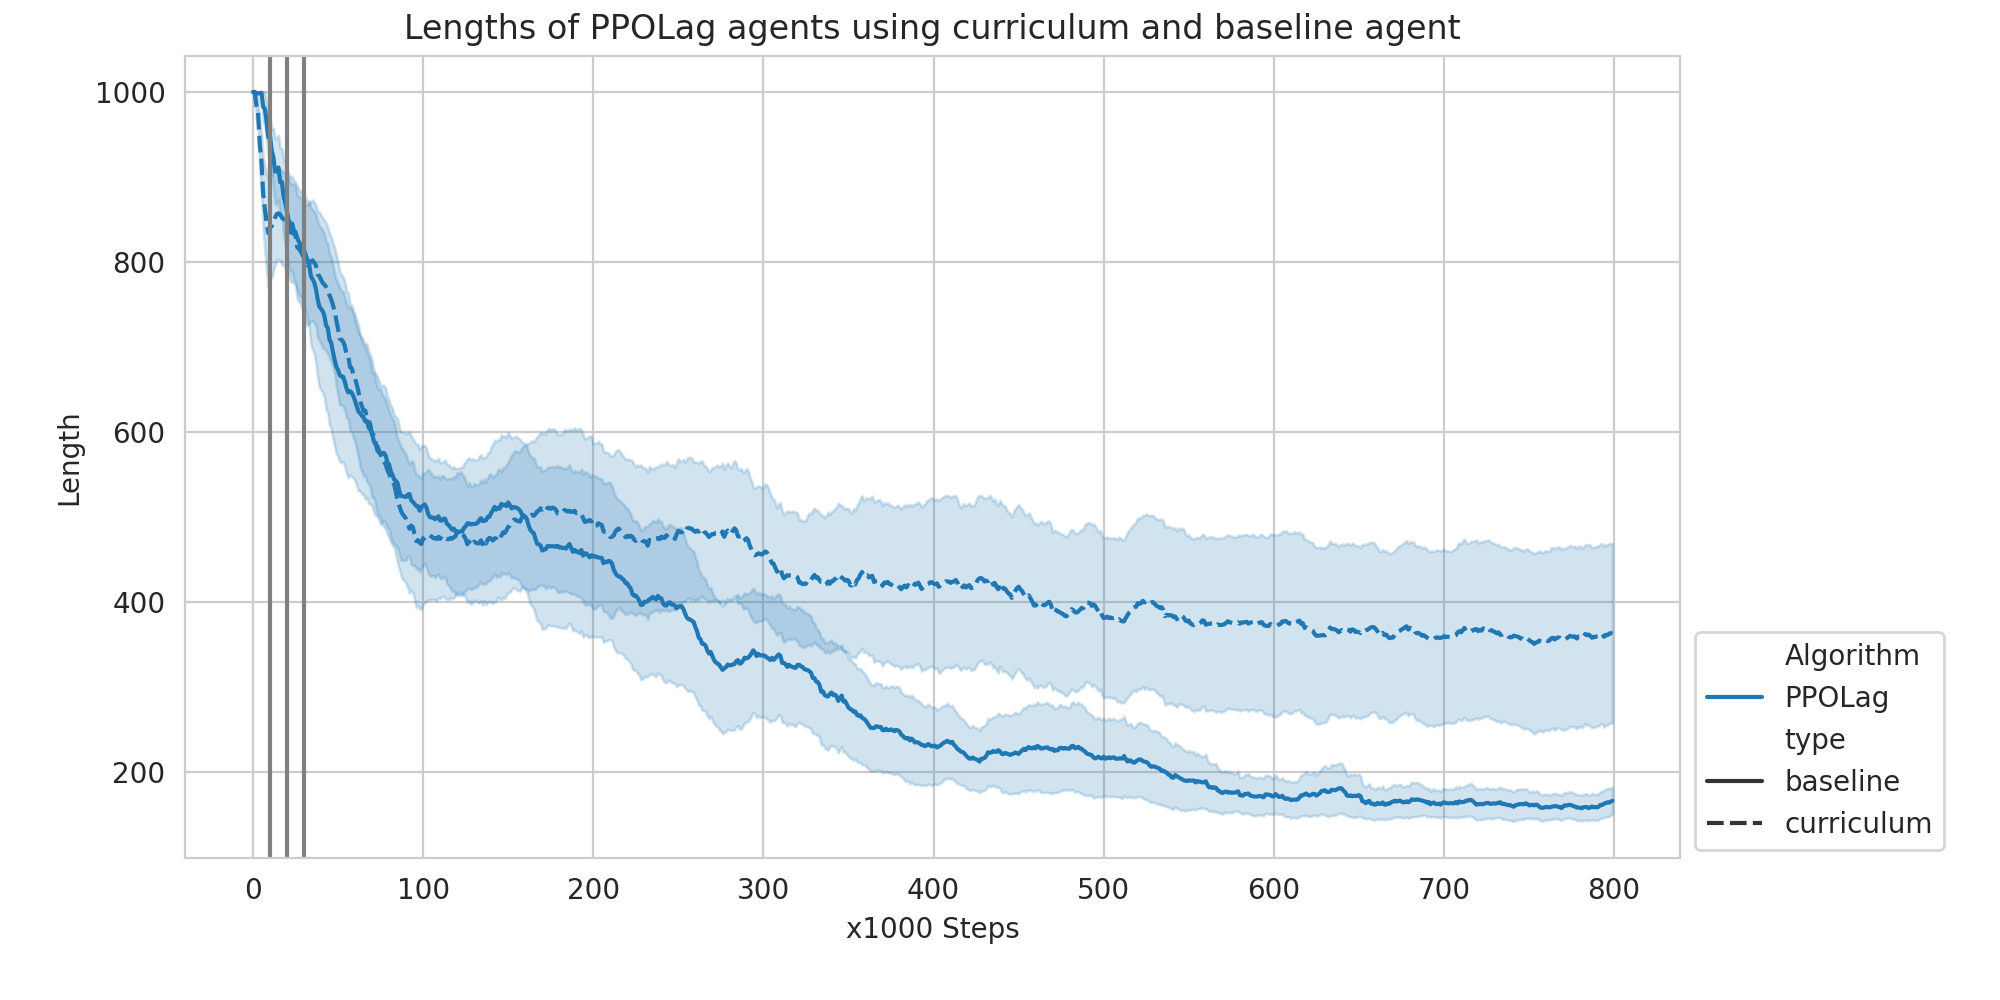 Lengths of PPOLag agents using curriculum and baseline agent
1000
800
600
400
200
Length
0 100 200 300 400 500 600 700 800
x1000 Steps
Algorithm
PPOLag
type
baseline
curriculum